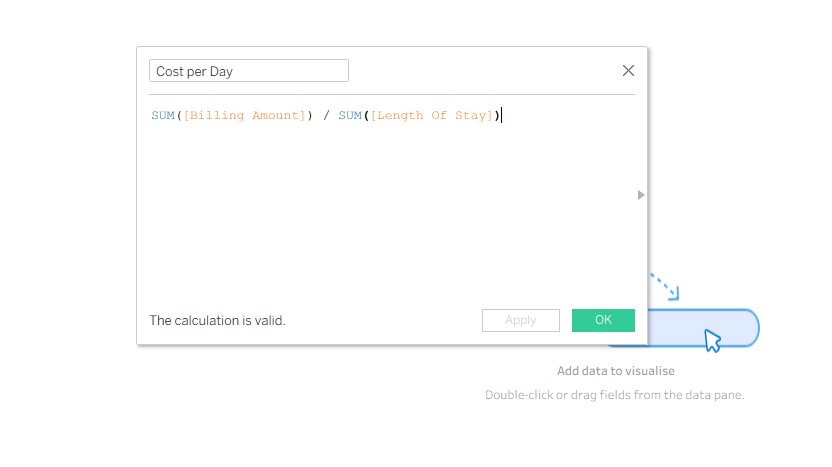 Cost per Day
SUM([Billing Amount]) / SUM([Length Of Stay])
The calculation is valid.
Apply
OK
Add data to visualise
Double-click or drag fields from the data pane.